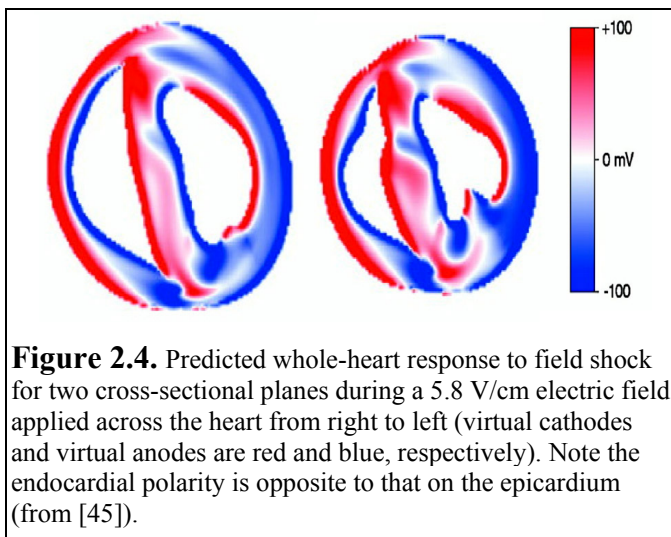 +100
0 mV
-100
Figure 2.4. Predicted whole-heart response to field shock
for two cross-sectional planes during a 5.8 V/cm electric field
applied across the heart from right to left (virtual cathodes
and virtual anodes are red and blue, respectively). Note the
endocardial polarity is opposite to that on the epicardium
(from [45]).